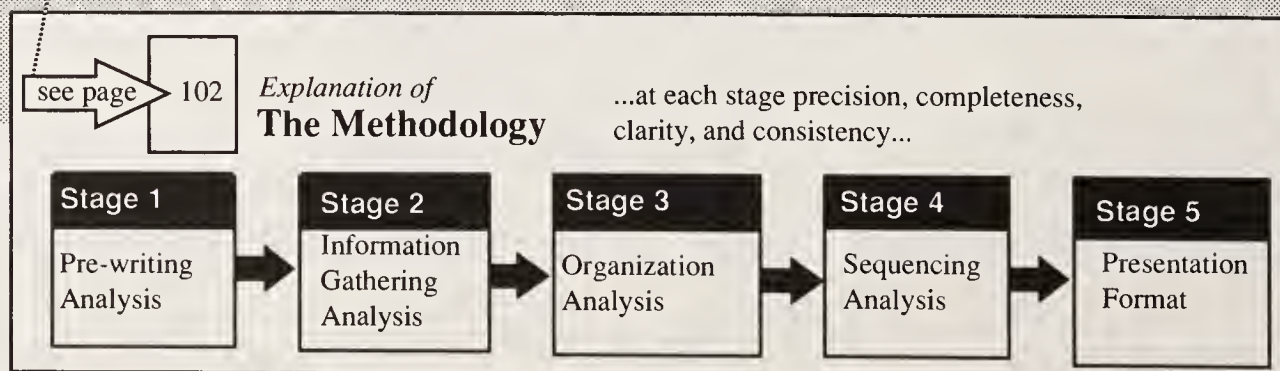 see page 102
Explanation of
The Methodology
...at each stage precision, completeness,
clarity, and consistency...
Stage 1
Pre-writing
Analysis
Stage 2
Information
Gathering
Analysis
Stage 3
Organization
Analysis
Stage 4
Sequencing
Analysis
Stage 5
Presentation
Format